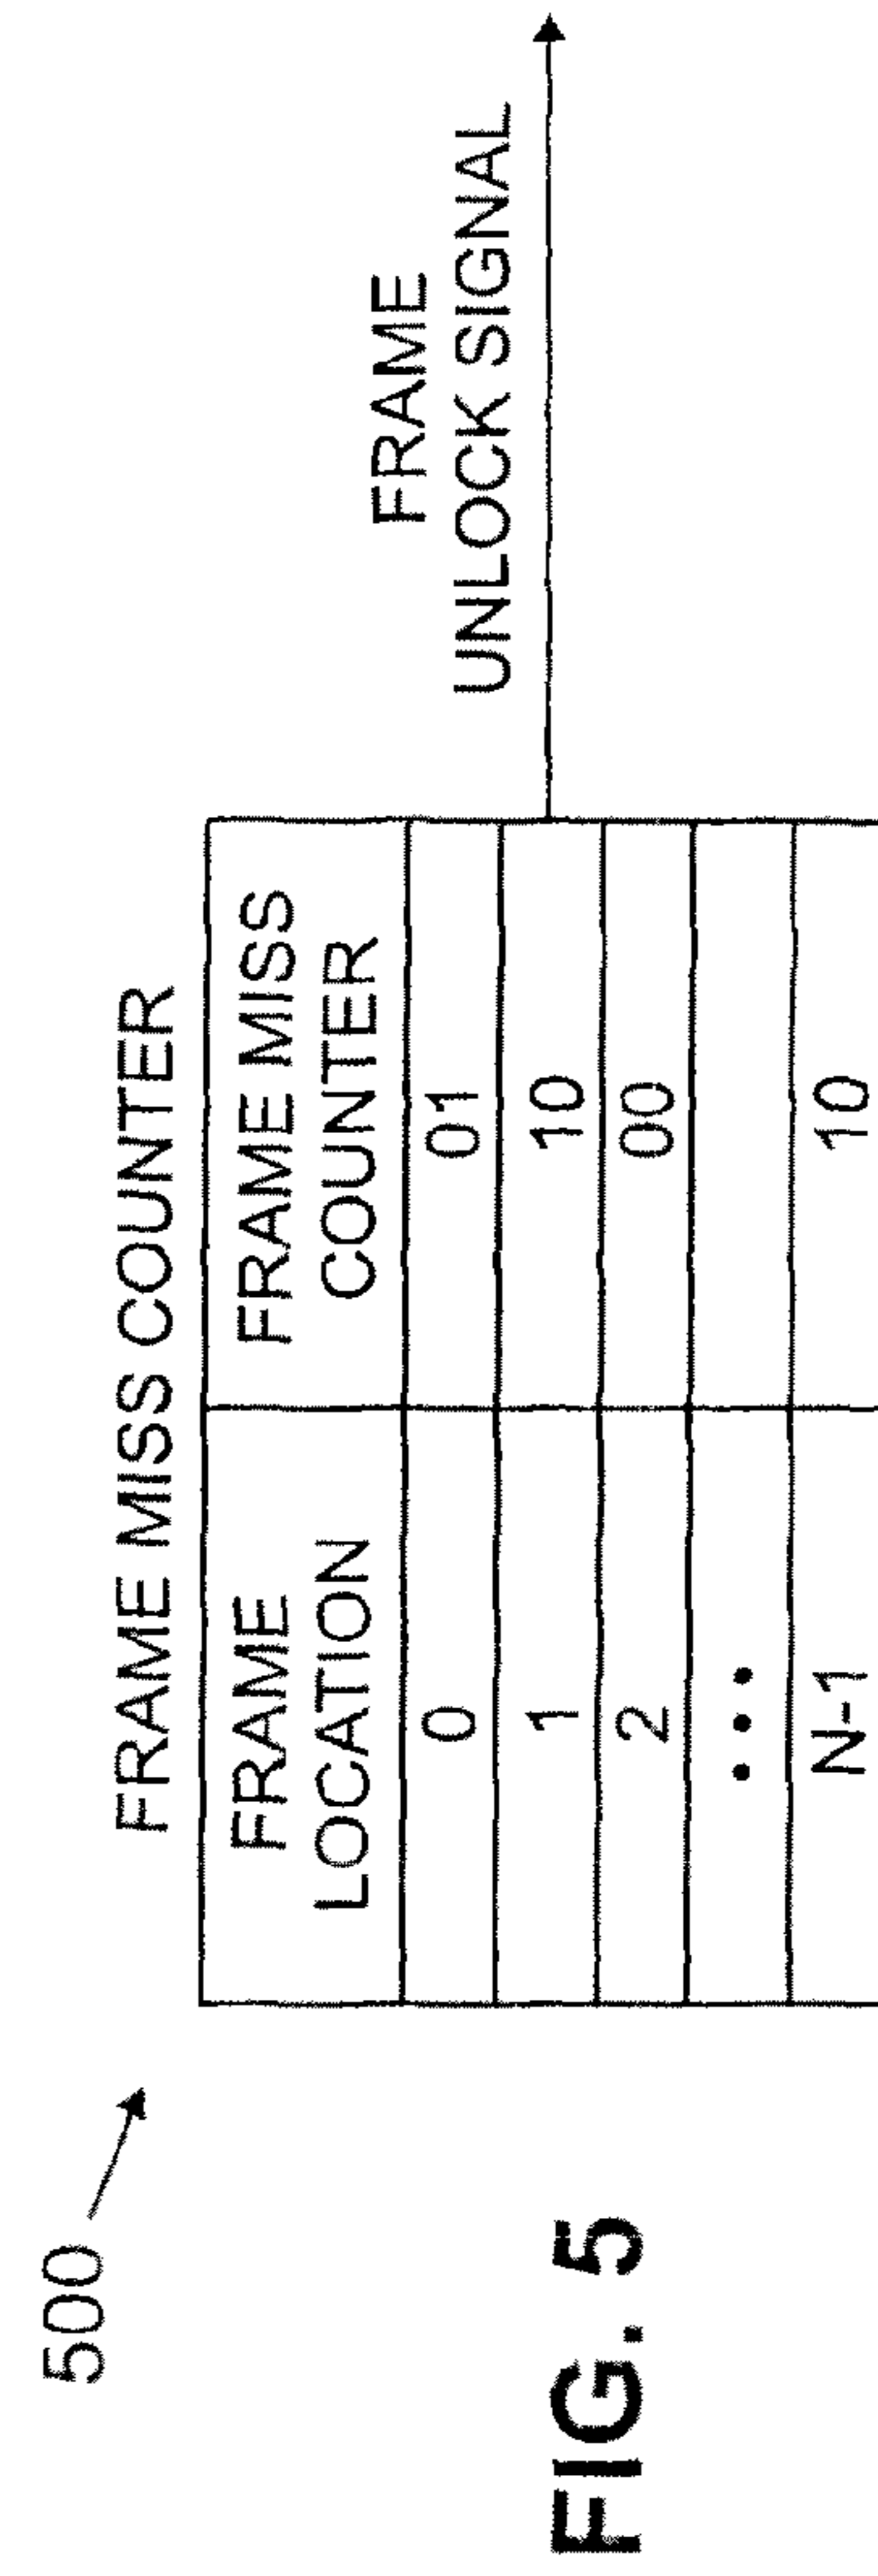 500
FRAME MISS COUNTER
FRAME LOCATION
FRAME MISS COUNTER
0
01
1
10
2
00
•••
N-1
10
FRAME
UNLOCK SIGNAL
FIG. 5